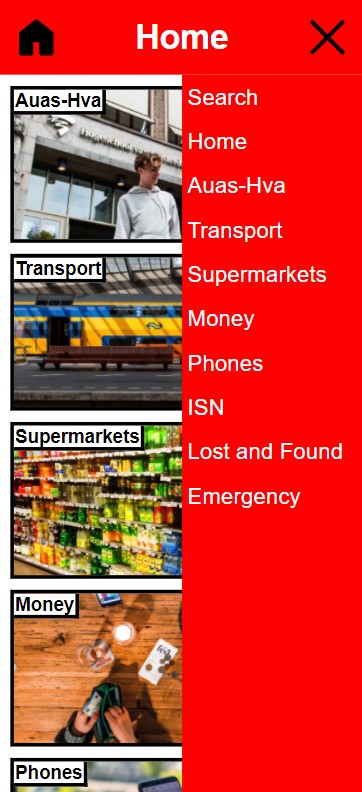 Home
Auas-Hva
Hogeschool
Transport
Supermarkets
Money
Phones
Search
Home
Auas-Hva
Transport
Supermarkets
Money
Phones
ISN
Lost and Found
Emergency